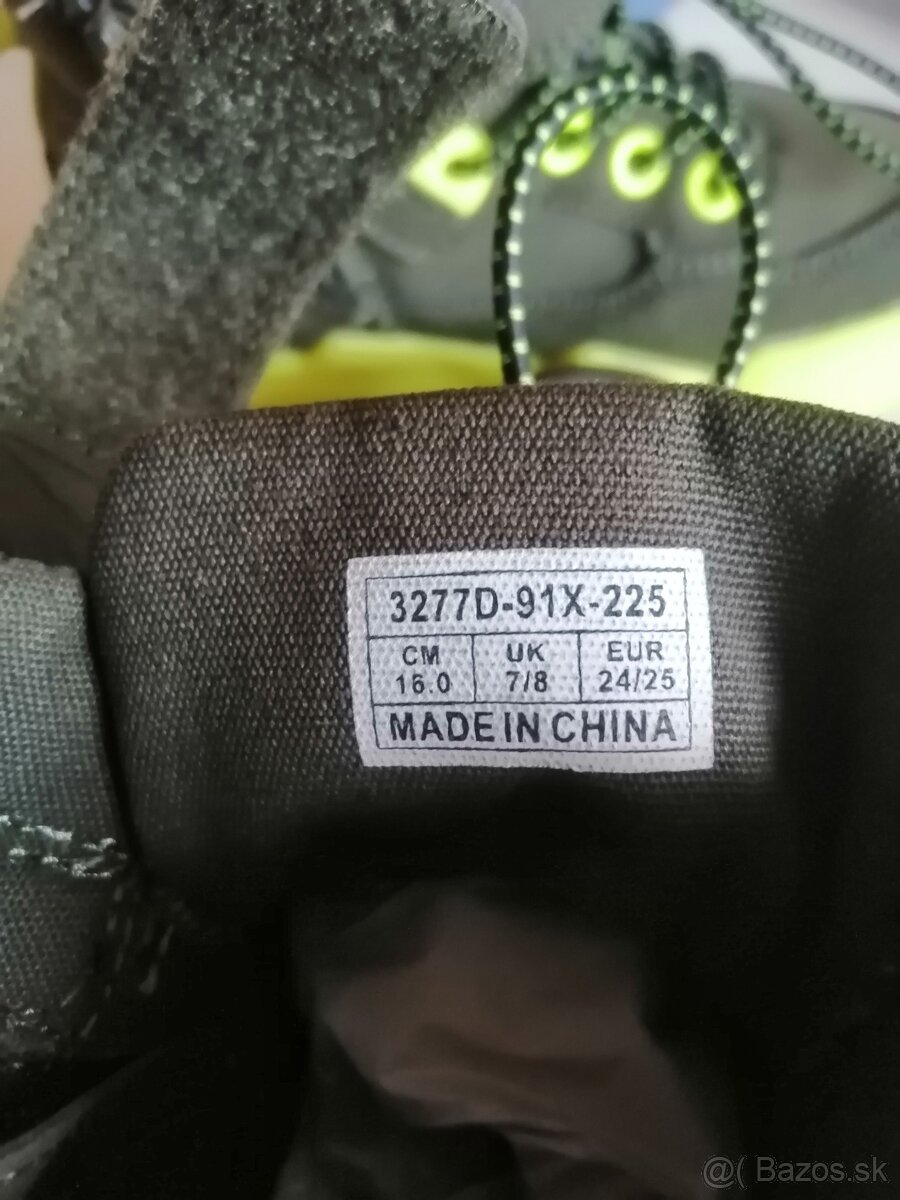 3277D-91X-225
CM UK EUR
16.0 7/8 24/25
MADE IN CHINA
@( Bazos.sk